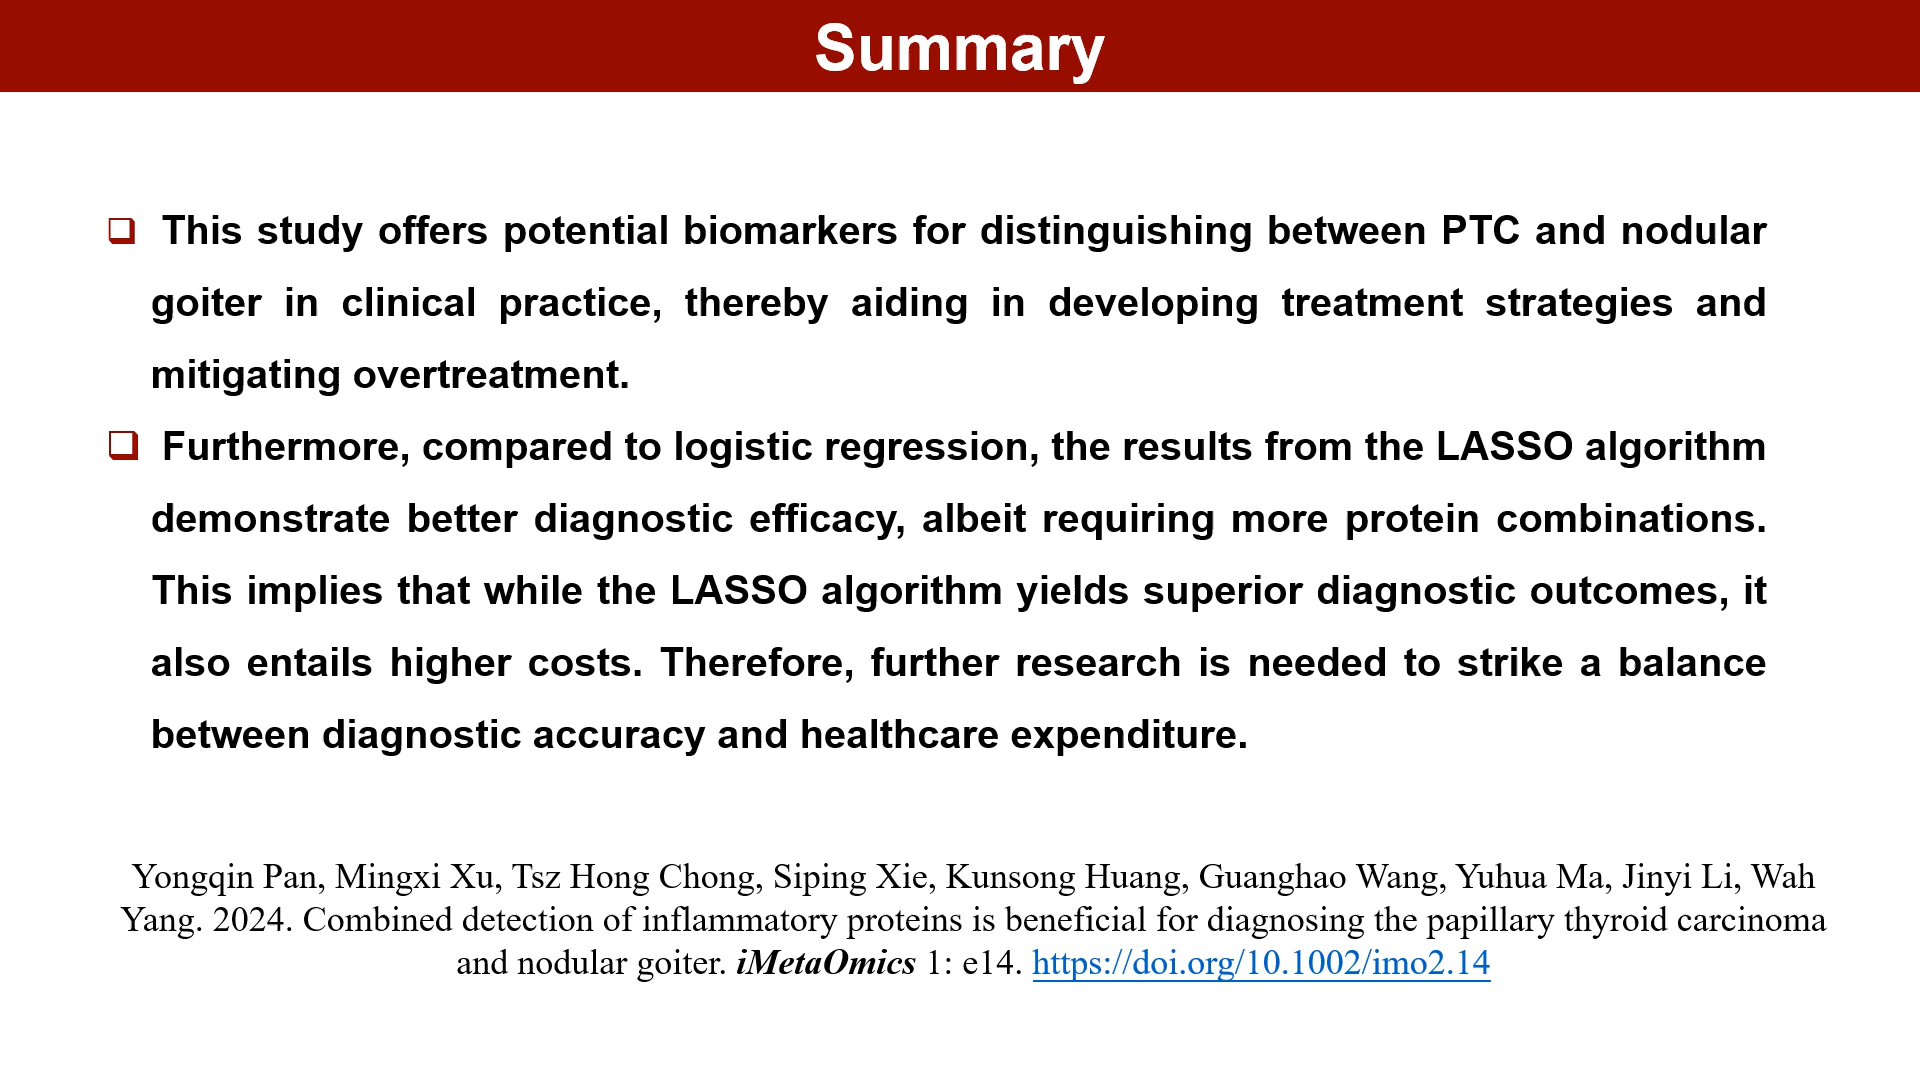 Summary
❑ This study offers potential biomarkers for distinguishing between PTC and nodular
goiter in clinical practice, thereby aiding in developing treatment strategies and
mitigating overtreatment.
❑ Furthermore, compared to logistic regression, the results from the LASSO algorithm
demonstrate better diagnostic efficacy, albeit requiring more protein combinations.
This implies that while the LASSO algorithm yields superior diagnostic outcomes, it
also entails higher costs. Therefore, further research is needed to strike a balance
between diagnostic accuracy and healthcare expenditure.
Yongqin Pan, Mingxi Xu, Tsz Hong Chong, Siping Xie, Kunsong Huang, Guanghao Wang, Yuhua Ma, Jinyi Li, Wah
Yang. 2024. Combined detection of inflammatory proteins is beneficial for diagnosing the papillary thyroid carcinoma
and nodular goiter. iMetaOmics 1: e14. https://doi.org/10.1002/imo2.14